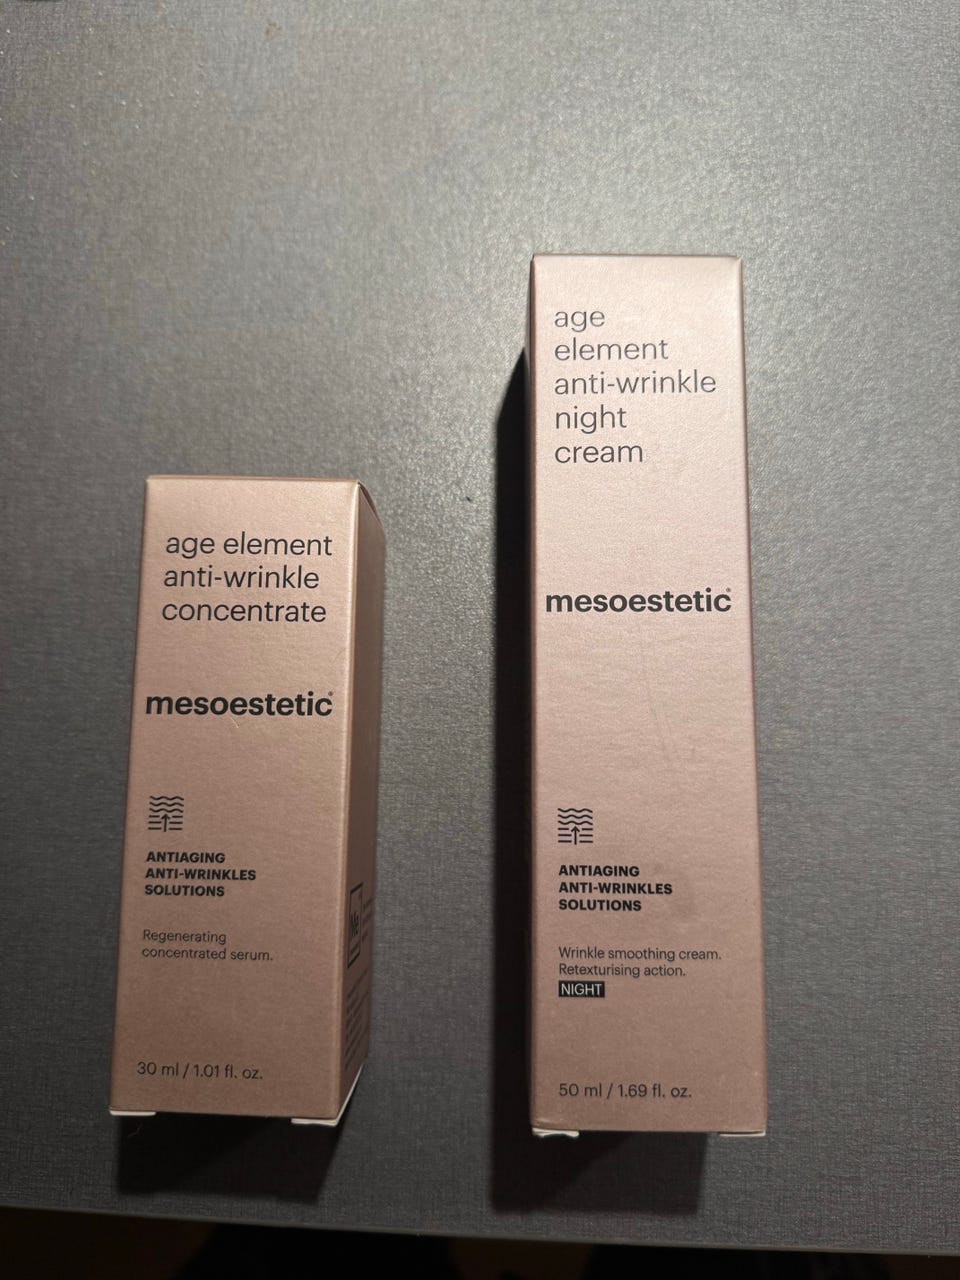 age element
anti-wrinkle
concentrate
mesoestetic®
ANTIAGING
ANTI-WRINKLES
SOLUTIONS
Regenerating
concentrated serum.
30 ml / 1.01 fl. oz.
age
element
anti-wrinkle
night
cream
mesoestetic®
ANTIAGING
ANTI-WRINKLES
SOLUTIONS
Wrinkle smoothing cream.
Retexturising action.
NIGHT
50 ml / 1.69 fl. oz.